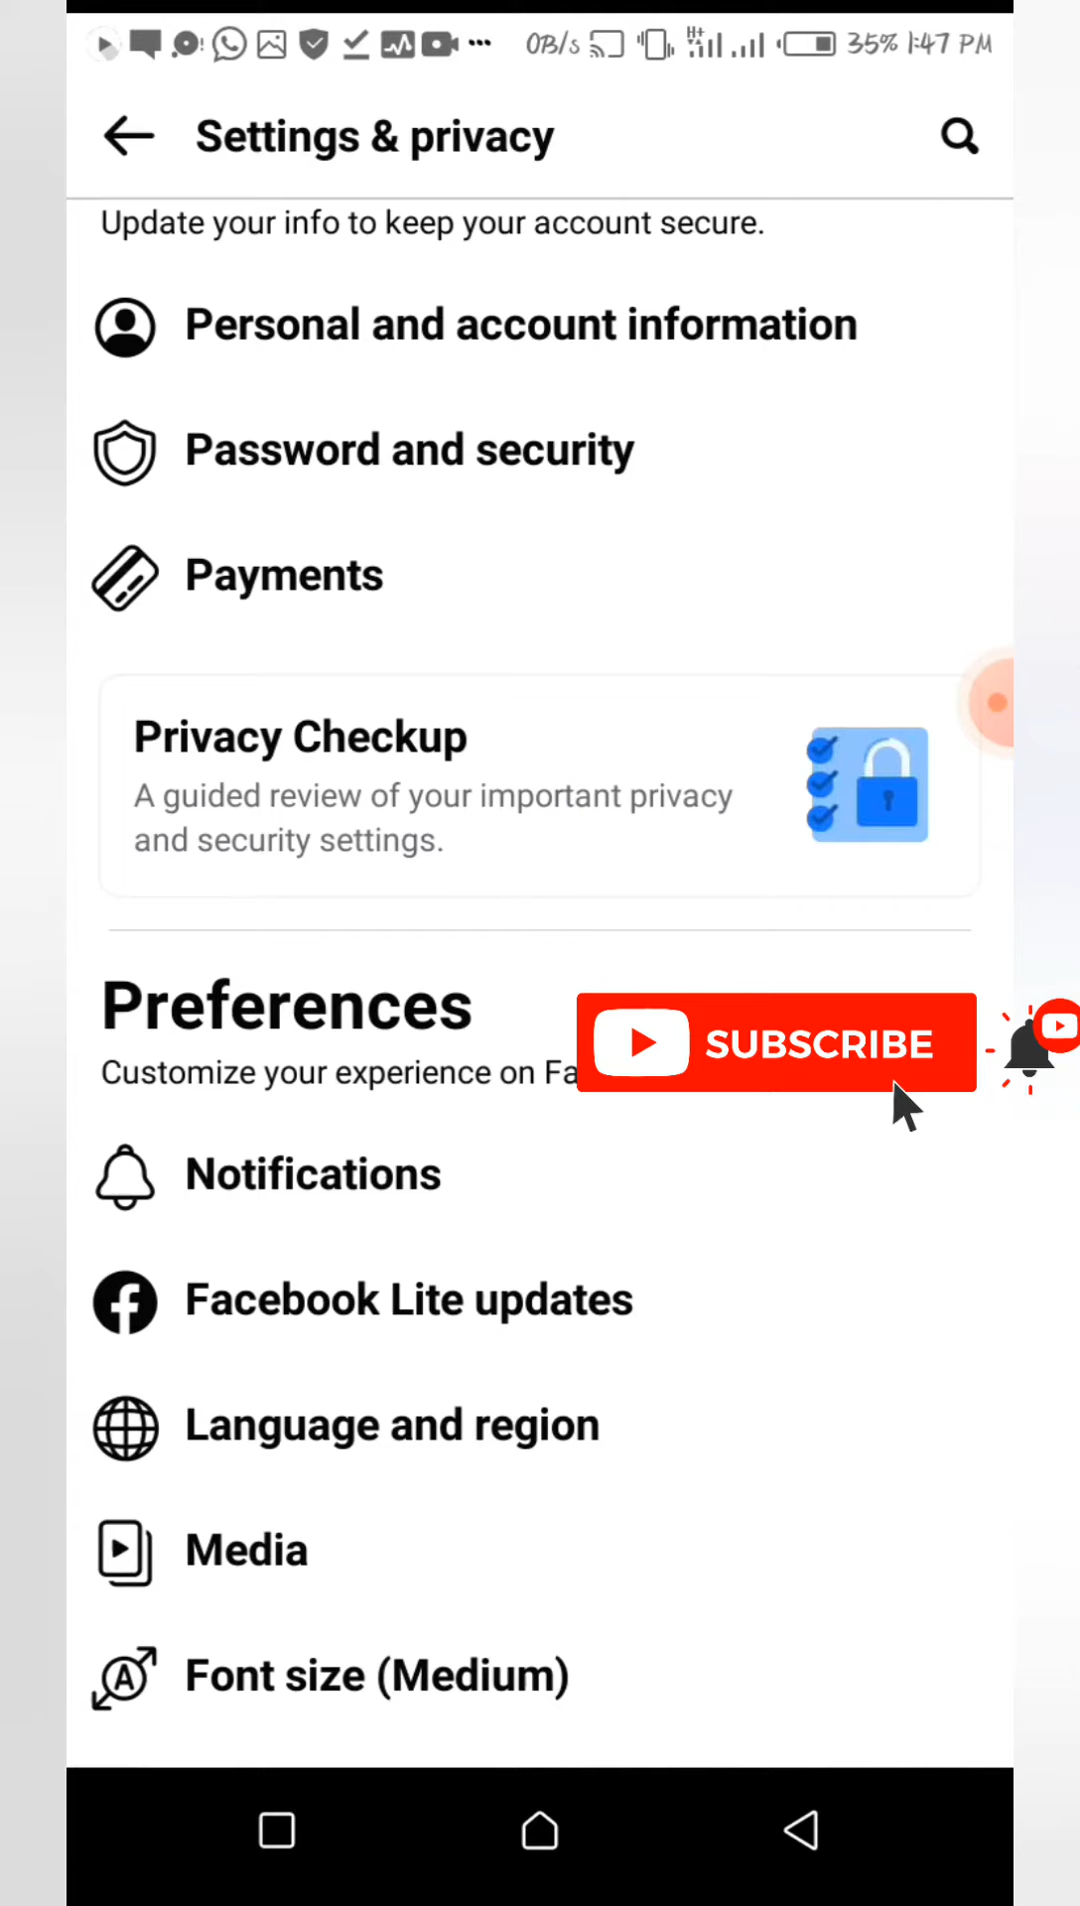 0B/s 35% 1:47 PM
Settings & privacy
Update your info to keep your account secure.
Personal and account information
Password and security
Payments
Privacy Checkup
A guided review of your important privacy
and security settings.
Preferences
Customize your experience on Fa
SUBSCRIBE
Notifications
Facebook Lite updates
Language and region
Media
Font size (Medium)